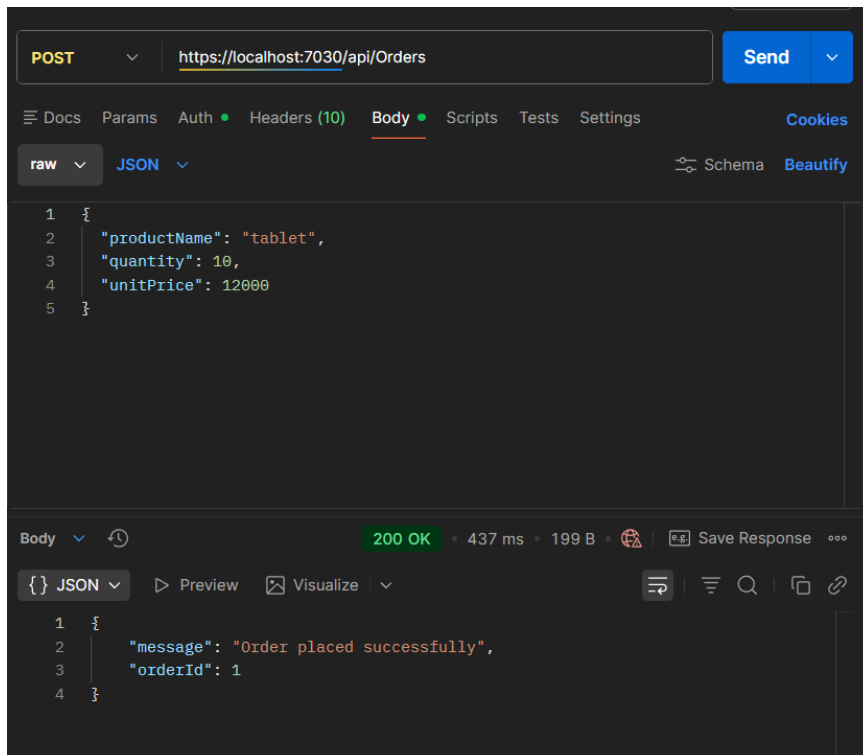 POST https://localhost:7030/api/Orders Send
Docs Params Auth Headers (10) Body Scripts Tests Settings Cookies
raw JSON Schema Beautify
1 {
2 "productName": "tablet",
3 "quantity": 10,
4 "unitPrice": 12000
5 }
Body 200 OK • 437 ms • 199 B • e.g. Save Response
{} JSON Preview Visualize
1 {
2 "message": "Order placed successfully",
3 "orderId": 1
4 }